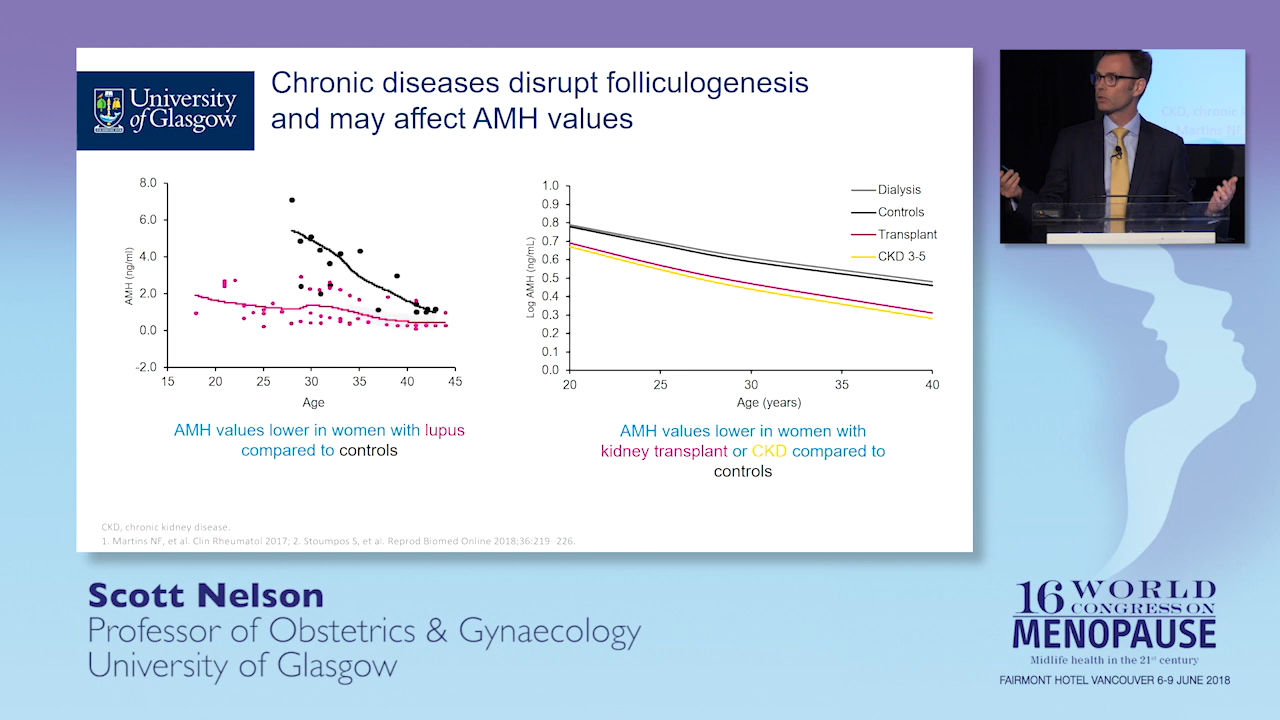 University
of Glasgow
Chronic diseases disrupt folliculogenesis
and may affect AMH values
8.0
6.0
4.0
2.0
0.0
-2.0
AMH (ng/ml)
15 20 25 30 35 40 45
Age
AMH values lower in women with lupus
compared to controls
1.0
0.9
0.8
0.7
0.6
0.5
0.4
0.3
0.2
0.1
0.0
Log AMH (ng/mL)
Dialysis
Controls
Transplant
CKD 3-5
20 25 30 35 40
Age (years)
AMH values lower in women with
kidney transplant or CKD compared to
controls
CKD, chronic kidney disease.
1. Martins NF, et al. Clin Rheumatol 2017; 2. Stoumpos S, et al. Reprod Biomed Online 2018;36:219–226.
CKD, chronic
Martins NF
Scott Nelson
Professor of Obstetrics & Gynaecology
University of Glasgow
16 WORLD
CONGRESS ON
MENOPAUSE
Midlife health in the 21st century
FAIRMONT HOTEL VANCOUVER 6-9 JUNE 2018